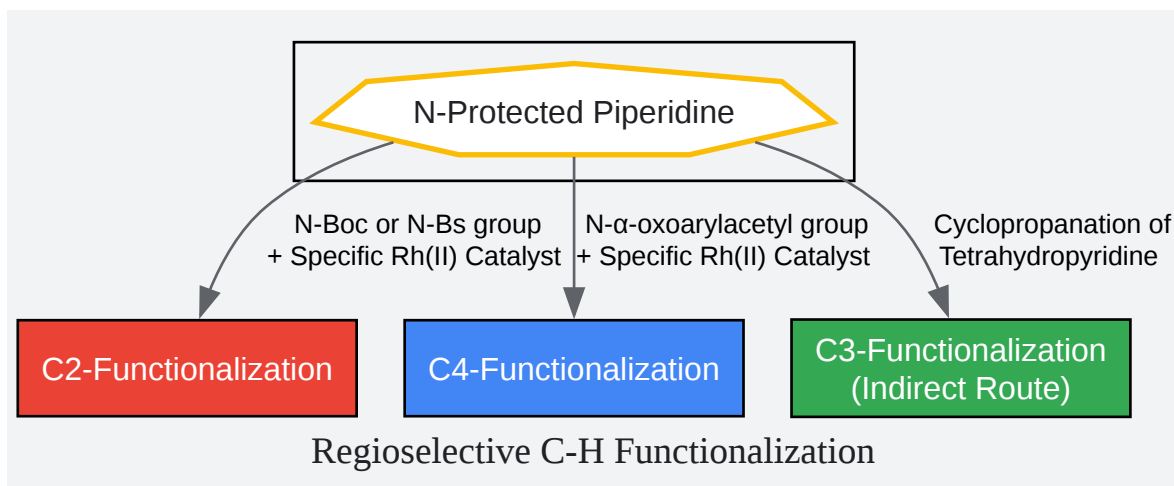 N-Protected Piperidine
N-Boc or N-Bs group
+ Specific Rh(II) Catalyst
N-α-oxoarylacetyl group
+ Specific Rh(II) Catalyst
Cyclopropanation of
Tetrahydropyridine
C2-Functionalization
C4-Functionalization
C3-Functionalization
(Indirect Route)
Regioselective C-H Functionalization